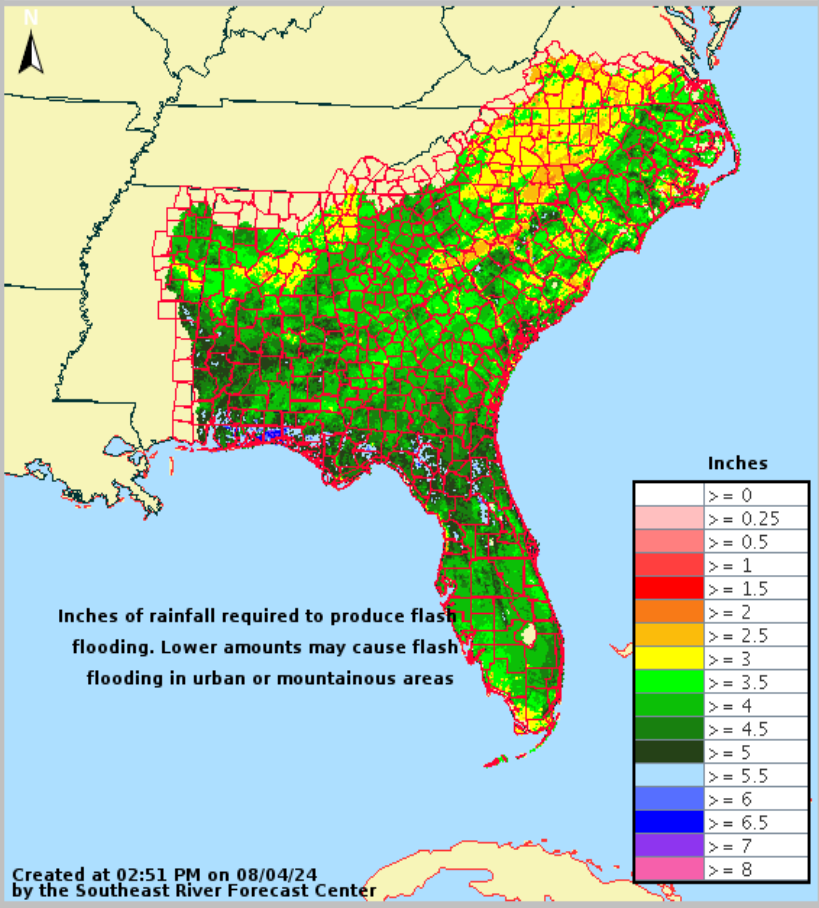 N
Inches
>= 0
>= 0.25
>= 0.5
>= 1
>= 1.5
>= 2
>= 2.5
>= 3
>= 3.5
>= 4
>= 4.5
>= 5
>= 5.5
>= 6
>= 6.5
>= 7
>= 8
Inches of rainfall required to produce flash
flooding. Lower amounts may cause flash
flooding in urban or mountainous areas
Created at 02:51 PM on 08/04/24
by the Southeast River Forecast Center